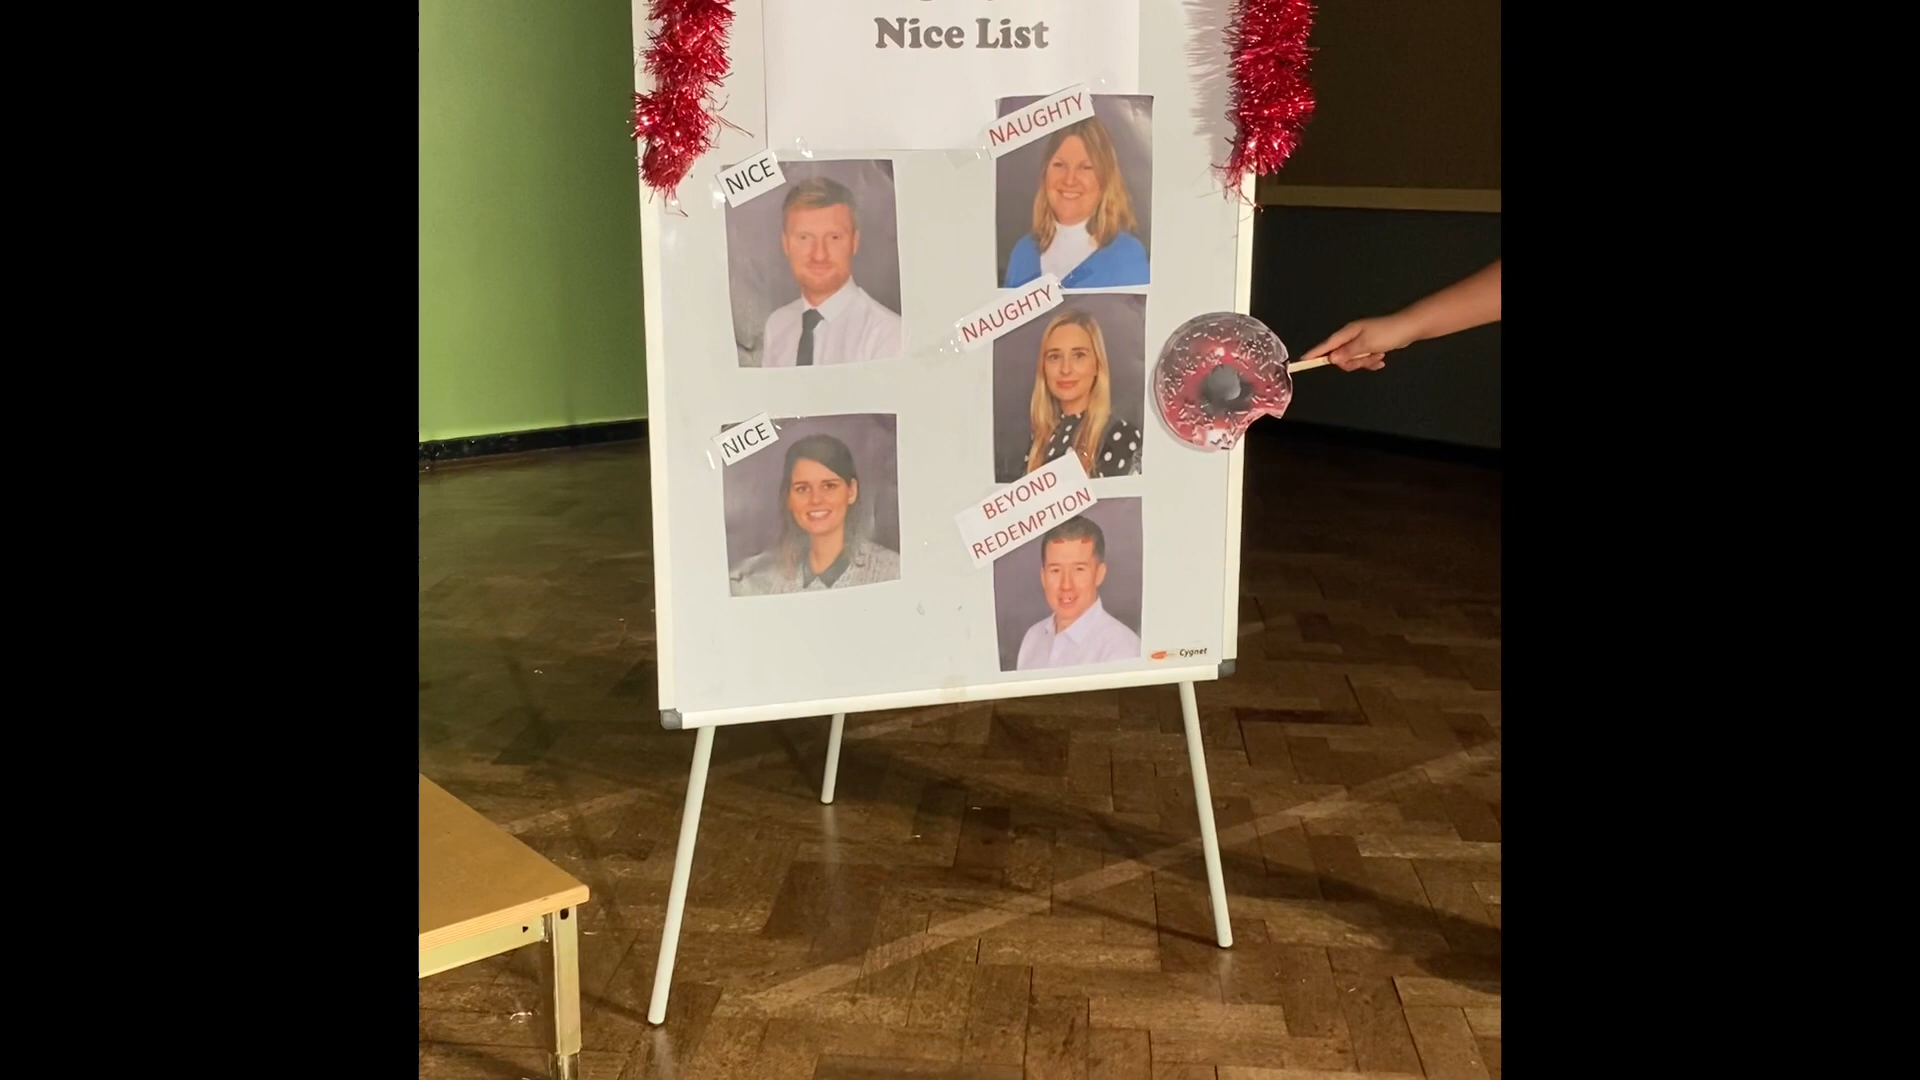 Nice List
NAUGHTY
NICE
NAUGHTY
NICE
BEYOND
REDEMPTION
Cygnet